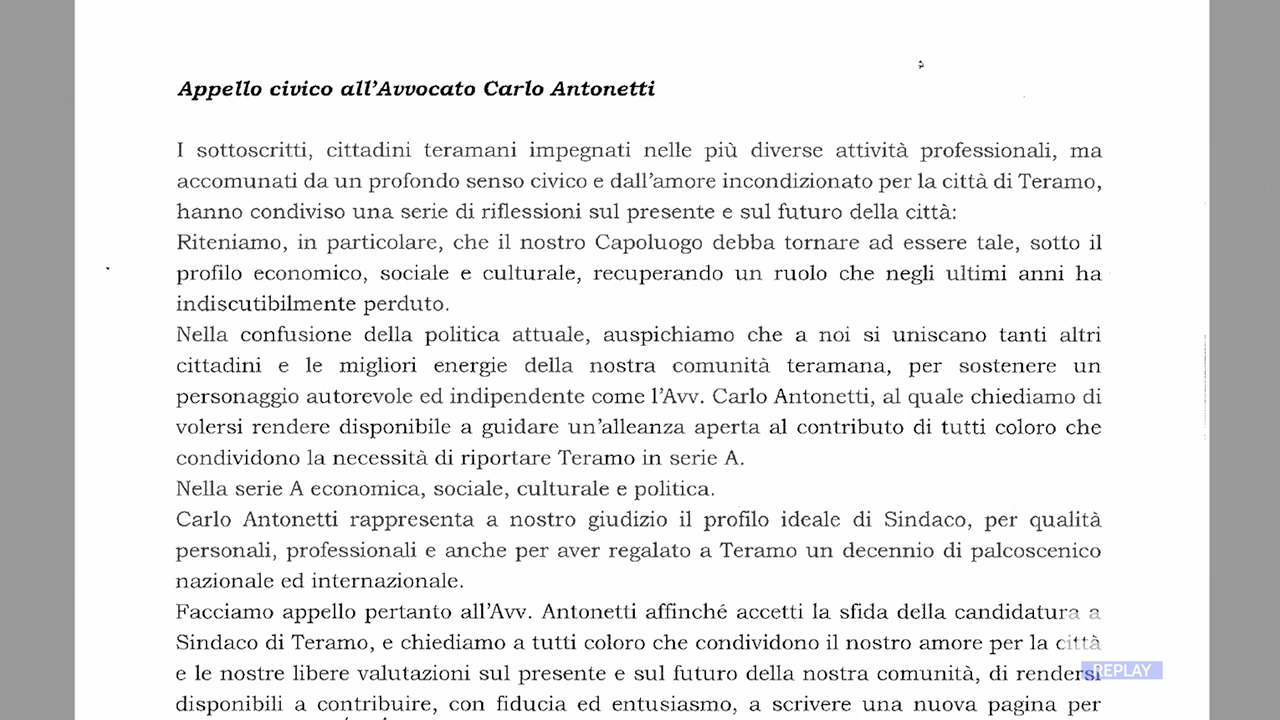 Appello civico all'Avvocato Carlo Antonetti
I sottoscritti, cittadini teramani impegnati nelle più diverse attività professionali, ma
accomunati da un profondo senso civico e dall'amore incondizionato per la città di Teramo,
hanno condiviso una serie di riflessioni sul presente e sul futuro della città:
Riteniamo, in particolare, che il nostro Capoluogo debba tornare ad essere tale, sotto il
profilo economico, sociale e culturale, recuperando un ruolo che negli ultimi anni ha
indiscutibilmente perduto.
Nella confusione della politica attuale, auspichiamo che a noi si uniscano tanti altri
cittadini e le migliori energie della nostra comunità teramana, per sostenere un
personaggio autorevole ed indipendente come l'Avv. Carlo Antonetti, al quale chiediamo di
volersi rendere disponibile a guidare un'alleanza aperta al contributo di tutti coloro che
condividono la necessità di riportare Teramo in serie A.
Nella serie A economica, sociale, culturale e politica.
Carlo Antonetti rappresenta a nostro giudizio il profilo ideale di Sindaco, per qualità
personali, professionali e anche per aver regalato a Teramo un decennio di palcoscenico
nazionale ed internazionale.
Facciamo appello pertanto all'Avv. Antonetti affinché accetti la sfida della candidatura a
Sindaco di Teramo, e chiediamo a tutti coloro che condividono il nostro amore per la città
e le nostre libere valutazioni sul presente e sul futuro della nostra comunità, di rendersi
REPLAY
disponibili a contribuire, con fiducia ed entusiasmo, a scrivere una nuova pagina per